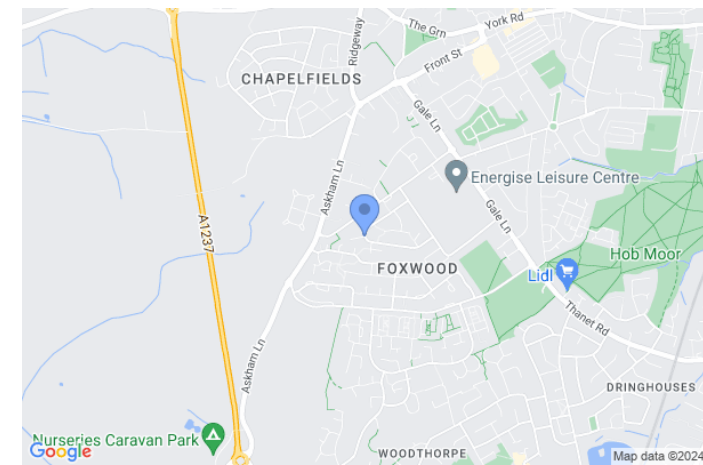 The Grn
York Rd
Ridgeway
Front St
CHAPELFIELDS
Gale Ln
Askham Ln
Energise Leisure Centre
Gale Ln
A1237
Hob Moor
FOXWOOD
Lidl
Thanet Rd
Askham Ln
DRINGHOUSES
Nurseries Caravan Park
Google
WOODTHORPE
Map data ©2024